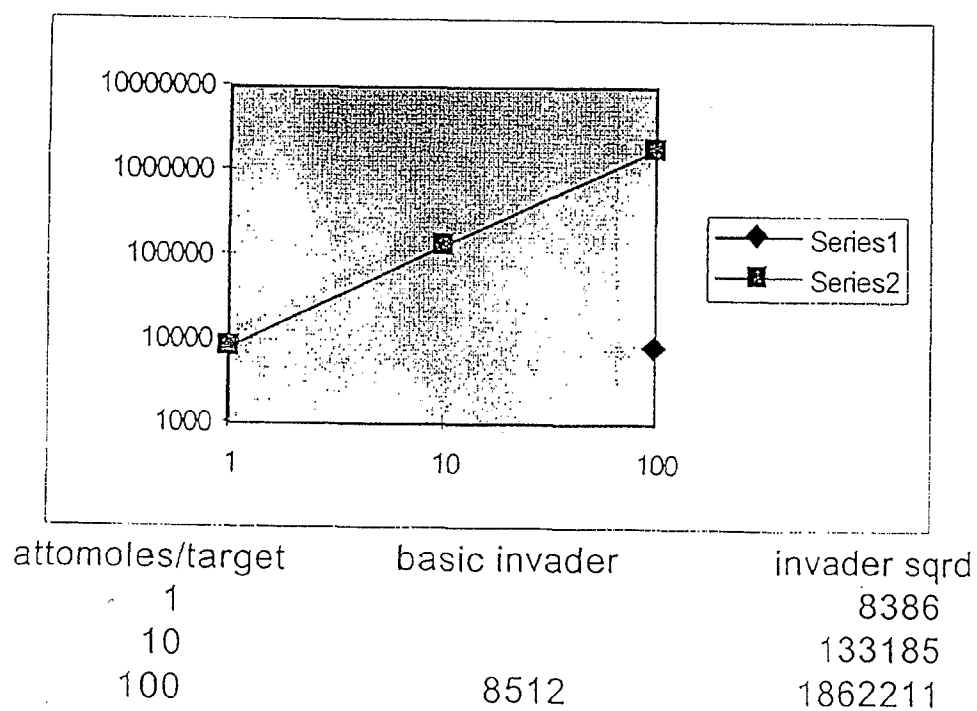 10000000
1000000
100000
10000
1000
1 10 100
Series1
Series2
attomoles/target basic invader invader sqrd
1 8386
10 133185
100 8512 1862211